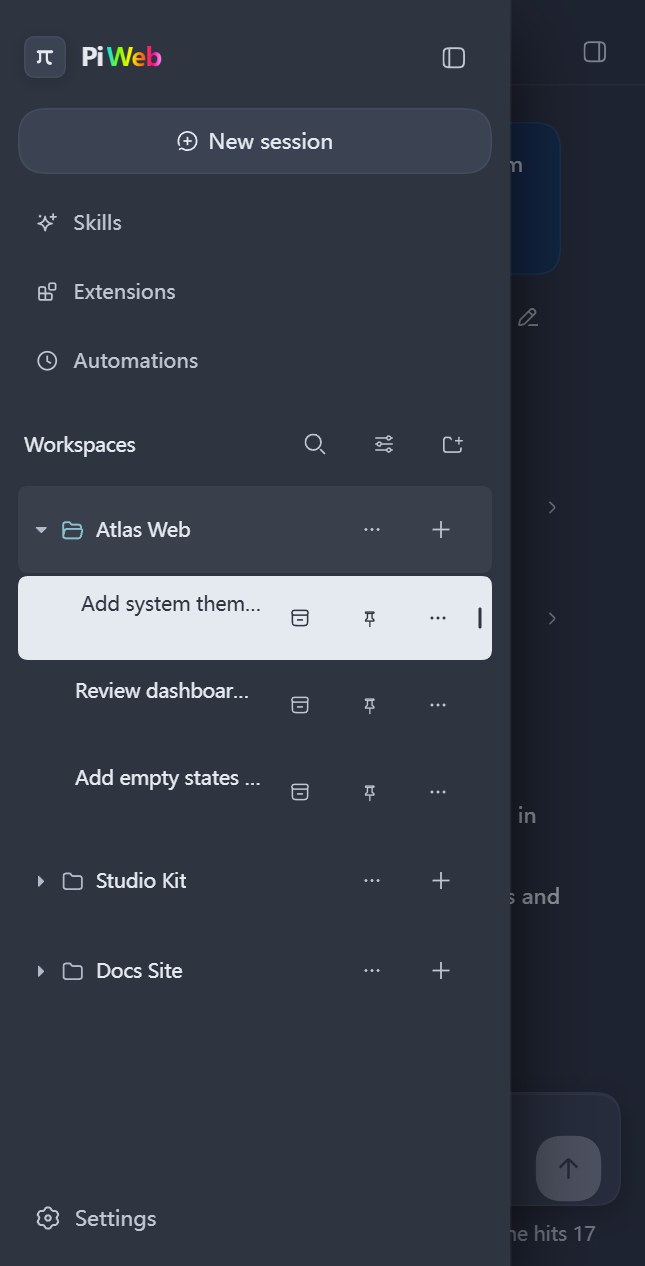 π PiWeb
New session
m
Skills
Extensions
Automations
Workspaces
Atlas Web
Add system them...
Review dashboar...
Add empty states ...
in
Studio Kit
s and
Docs Site
Settings
he hits 17